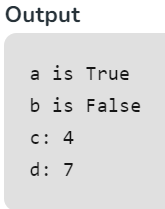 Output
a is True
b is False
c: 4
d: 7